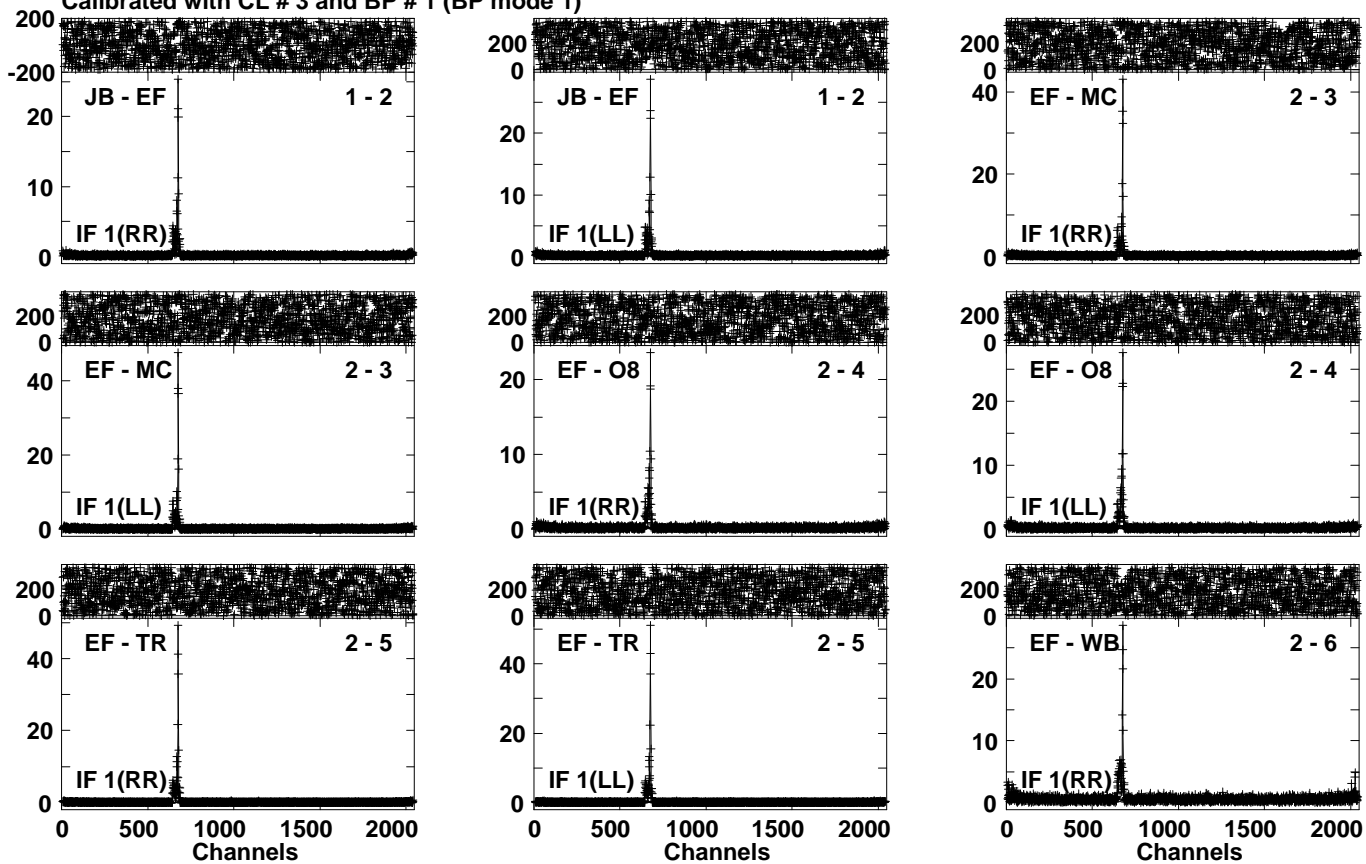 Calibrated with CL # 3 and BP # 1 (BP mode 1)
200
-200
JB - EF 1 - 2
20
10
0
IF 1(RR)
200
0
JB - EF 1 - 2
20
10
0
IF 1(LL)
200
0
EF - MC 2 - 3
40
20
0
IF 1(RR)
200
0
EF - MC 2 - 3
40
20
0
IF 1(LL)
200
0
EF - O8 2 - 4
20
10
0
IF 1(RR)
200
0
EF - O8 2 - 4
20
10
0
IF 1(LL)
200
0
EF - TR 2 - 5
40
20
0
IF 1(RR)
0 500 1000 1500 2000
Channels
200
0
EF - TR 2 - 5
40
20
0
IF 1(LL)
0 500 1000 1500 2000
Channels
200
0
EF - WB 2 - 6
20
10
0
IF 1(RR)
0 500 1000 1500 2000
Channels